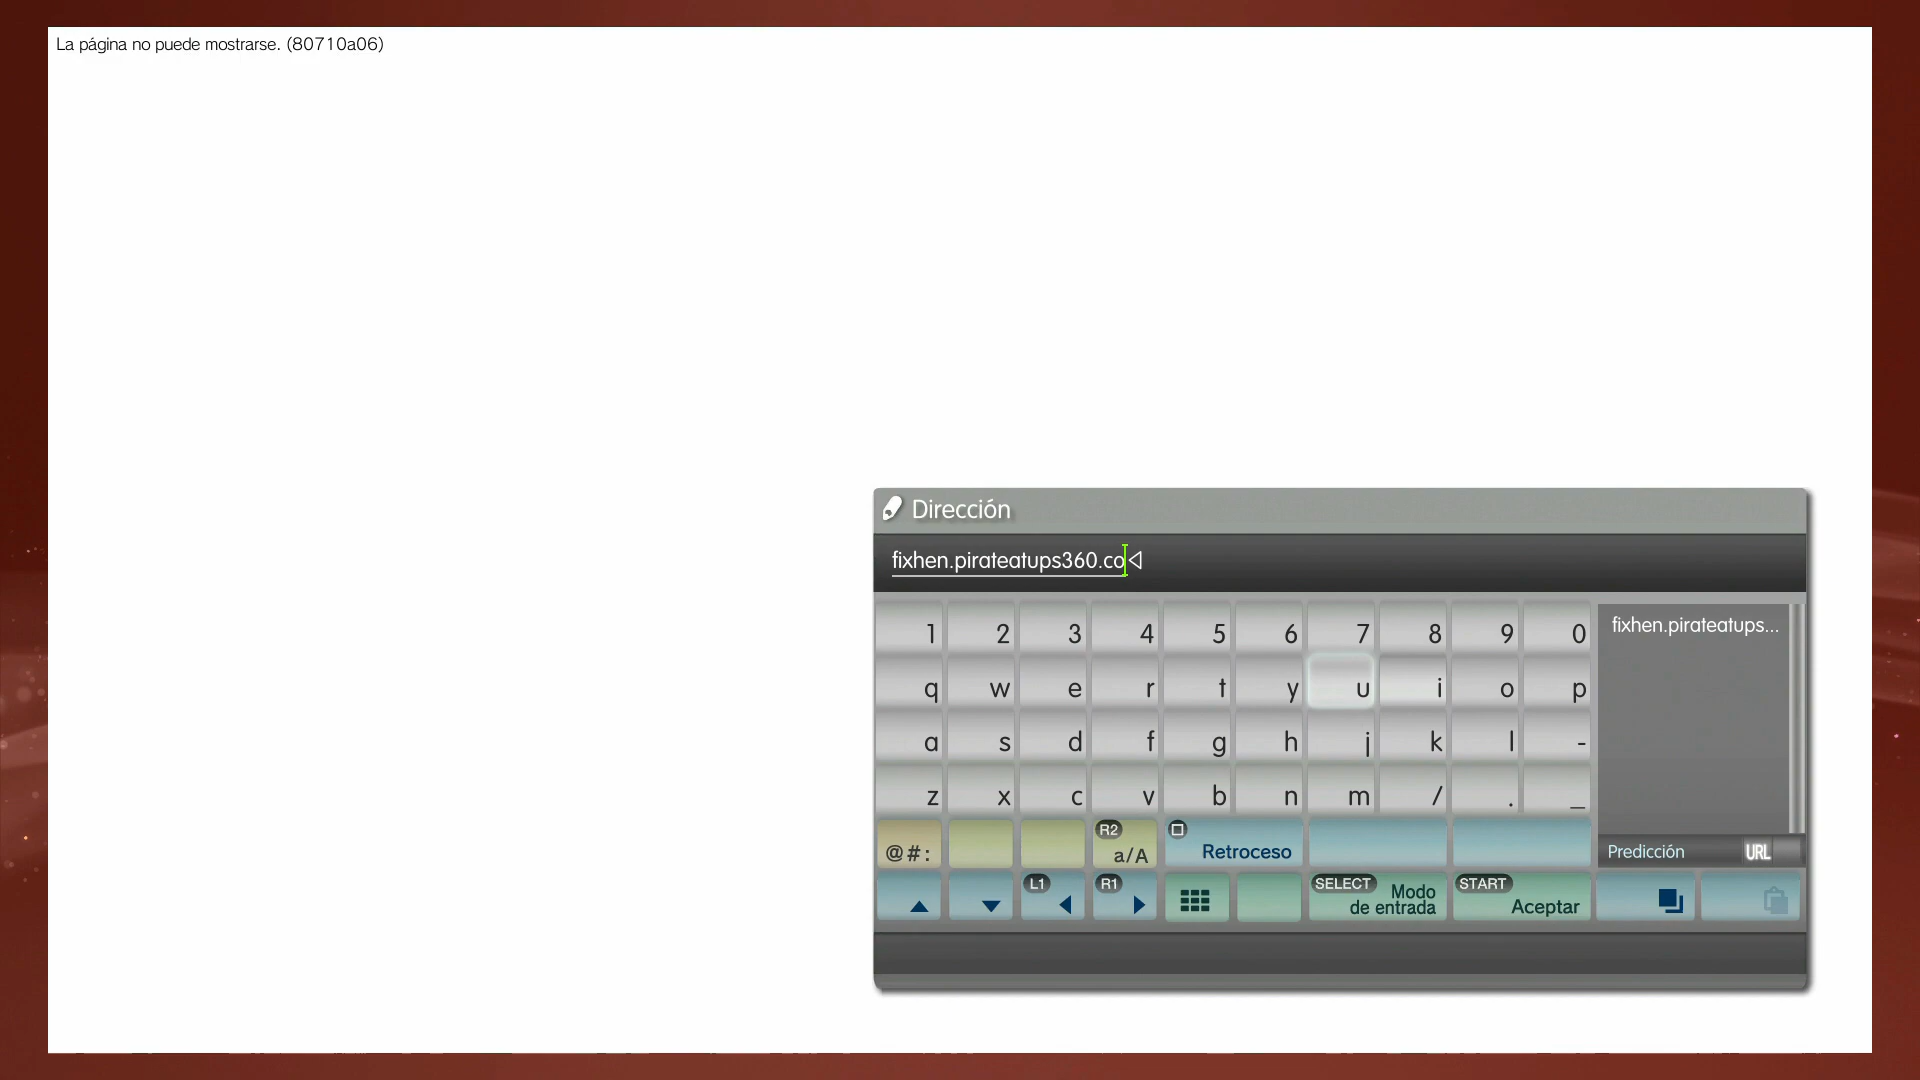 La página no puede mostrarse. (80710a06)
Dirección
fixhen.pirateatups360.co
1 2 3 4 5 6 7 8 9 0
fixhen.pirateatups...
q w e r t y u i o p
a s d f g h j k l -
z x c v b n m / . _
@#: R2 a/A Retroceso
Predicción URL
L1 R1 SELECT Modo de entrada START Aceptar